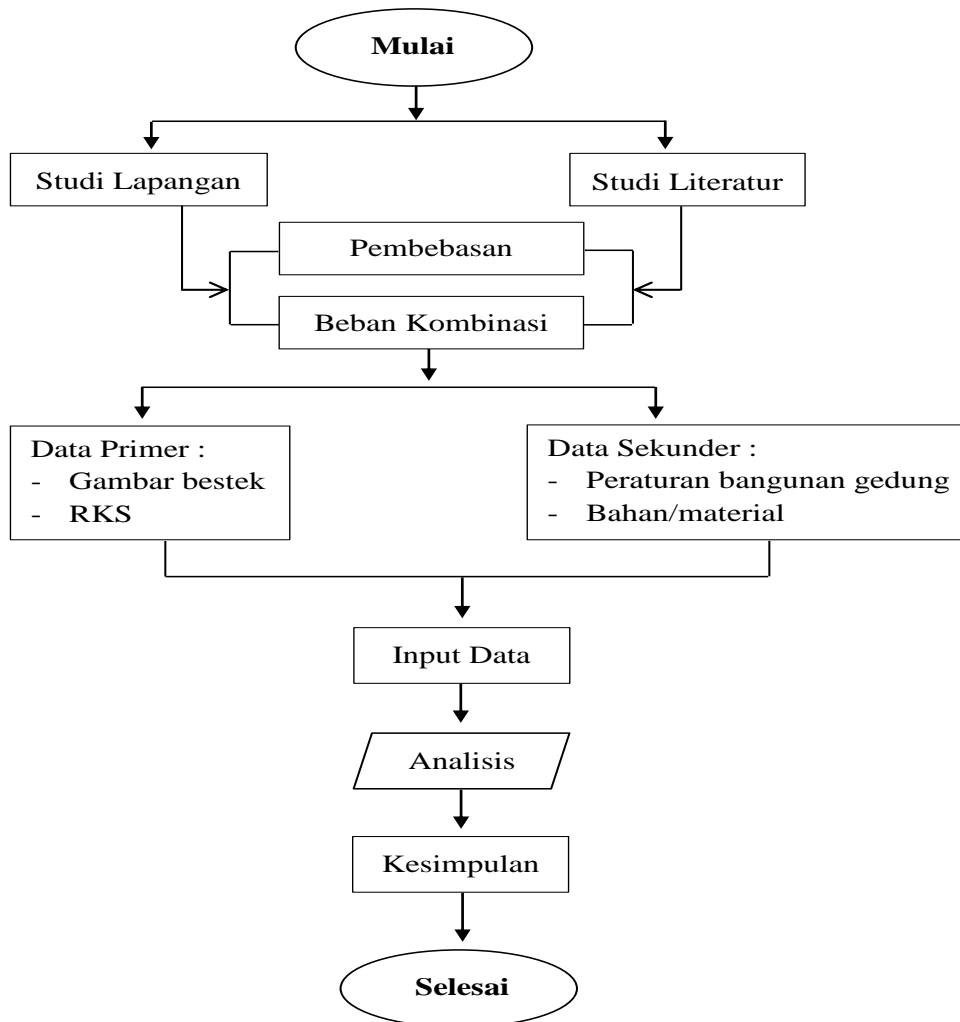 Mulai
Studi Lapangan
Studi Literatur
Pembebasan
Beban Kombinasi
Data Primer :
- Gambar bestek
- RKS
Data Sekunder :
- Peraturan bangunan gedung
- Bahan/material
Input Data
Analisis
Kesimpulan
Selesai